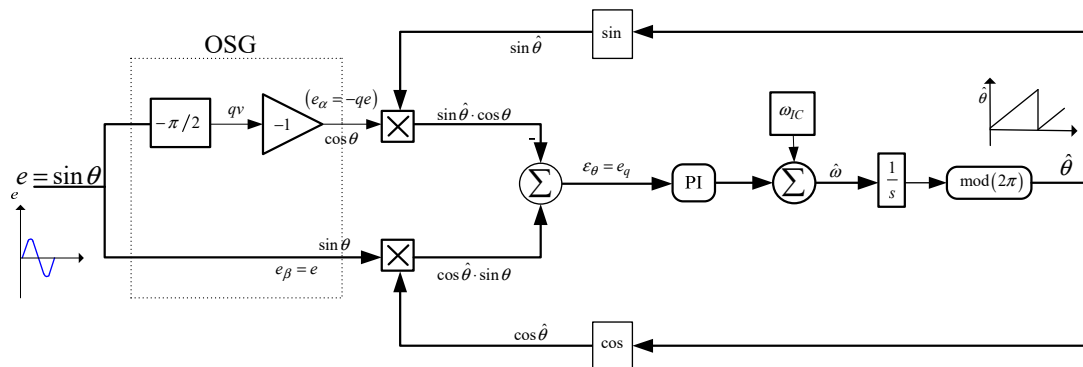 OSG
sin θ̂
sin
−π/2
qv
−1
(e_α = −qe)
cos θ
sin θ̂ · cos θ
-
ω_IC
θ̂
e = sin θ
e
∑
ε_θ = e_q
PI
∑
ω̂
1/s
mod(2π)
θ̂
sin θ
e_β = e
cos θ̂ · sin θ
cos θ̂
cos